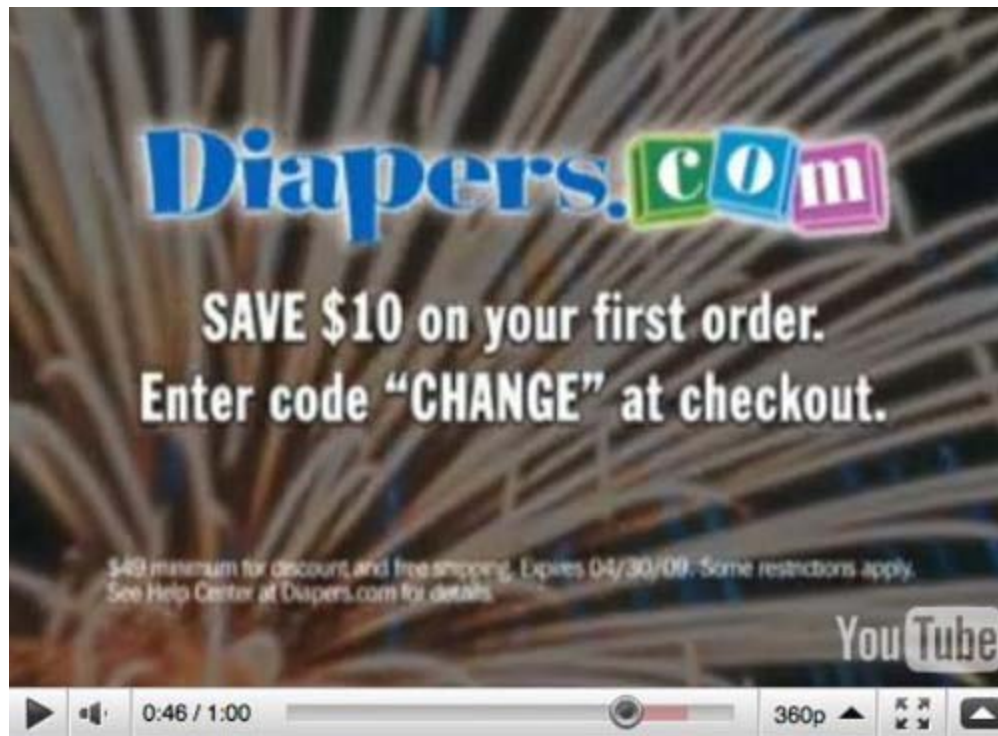 Diapers.com
SAVE $10 on your first order.
Enter code “CHANGE” at checkout.
$49 minimum for discount and free shipping. Expires 04/30/09. Some restrictions apply.
See Help Center at Diapers.com for details.
YouTube
0:46 / 1:00
360p